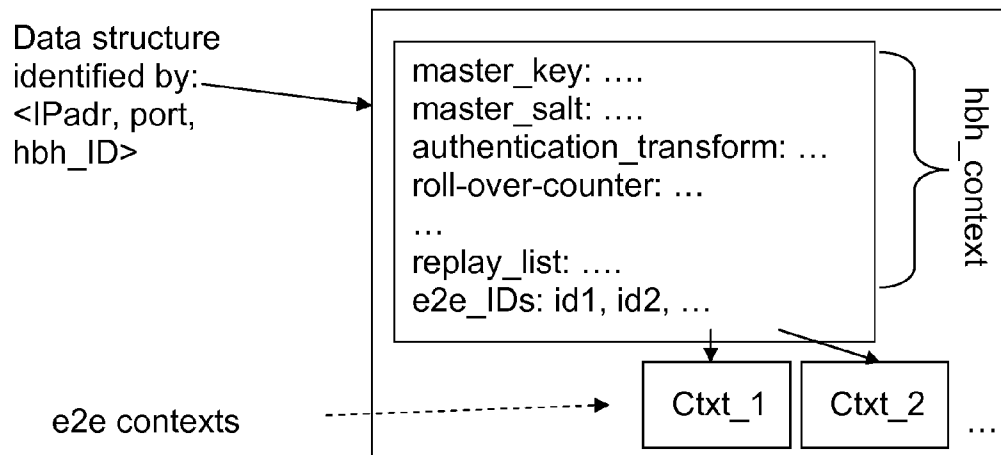 Data structure
identified by:
<IPadr, port,
hbh_ID>
master_key: ....
master_salt: ....
authentication_transform: ...
roll-over-counter: ...
...
replay_list: ....
e2e_IDs: id1, id2, ...
hbh_context
e2e contexts
Ctxt_1
Ctxt_2
...